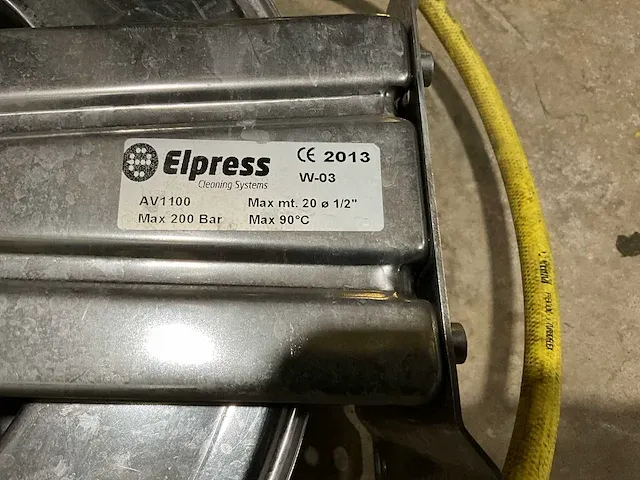 Elpress
Cleaning Systems
CE 2013
W-03
AV1100 Max mt. 20 ø 1/2"
Max 200 Bar Max 90°C